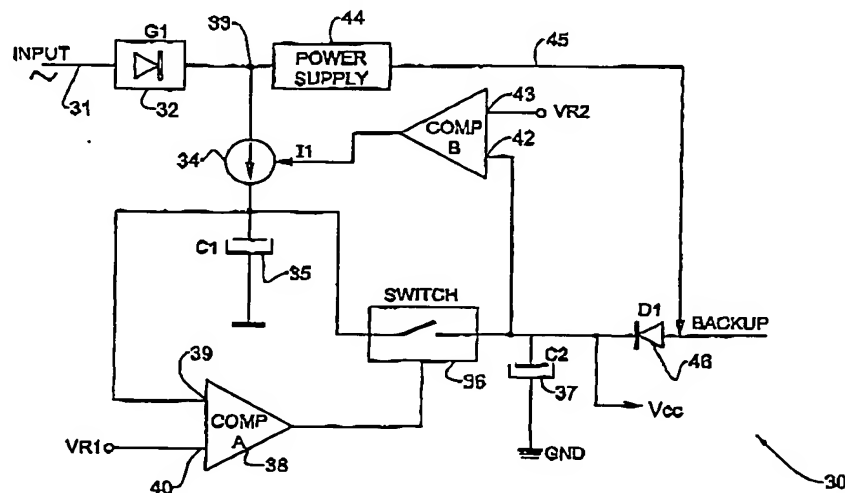 G1
33
44
45
INPUT
POWER
SUPPLY
31
32
43
VR2
COMP
B
42
34
I1
C1
35
SWITCH
D1
BACKUP
39
36
C2
37
46
Vcc
COMP
A
VR1
40
38
GND
30